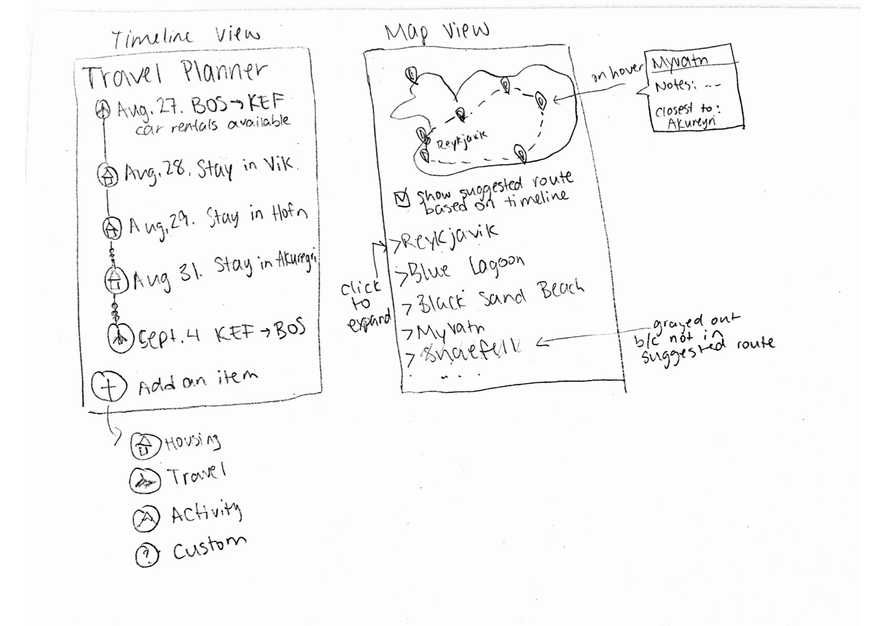 Timeline View
Travel Planner
Aug. 27. BOS → KEF
car rentals available
Aug. 28. Stay in Vik.
Aug. 29. Stay in Hofn
Aug 31. Stay in Akureyri
Sept. 4 KEF → BOS
+ Add an item
Housing
Travel
Activity
? Custom
Map View
Reykjavik
on hover
Myvatn
Notes: --
Closest to:
Akureyri
show suggested route
based on timeline
> Reykjavik
> Blue Lagoon
> Black Sand Beach
> Myvatn
> Snaefell
. . . .
click
to
expand
grayed out
b/c not in
suggested route